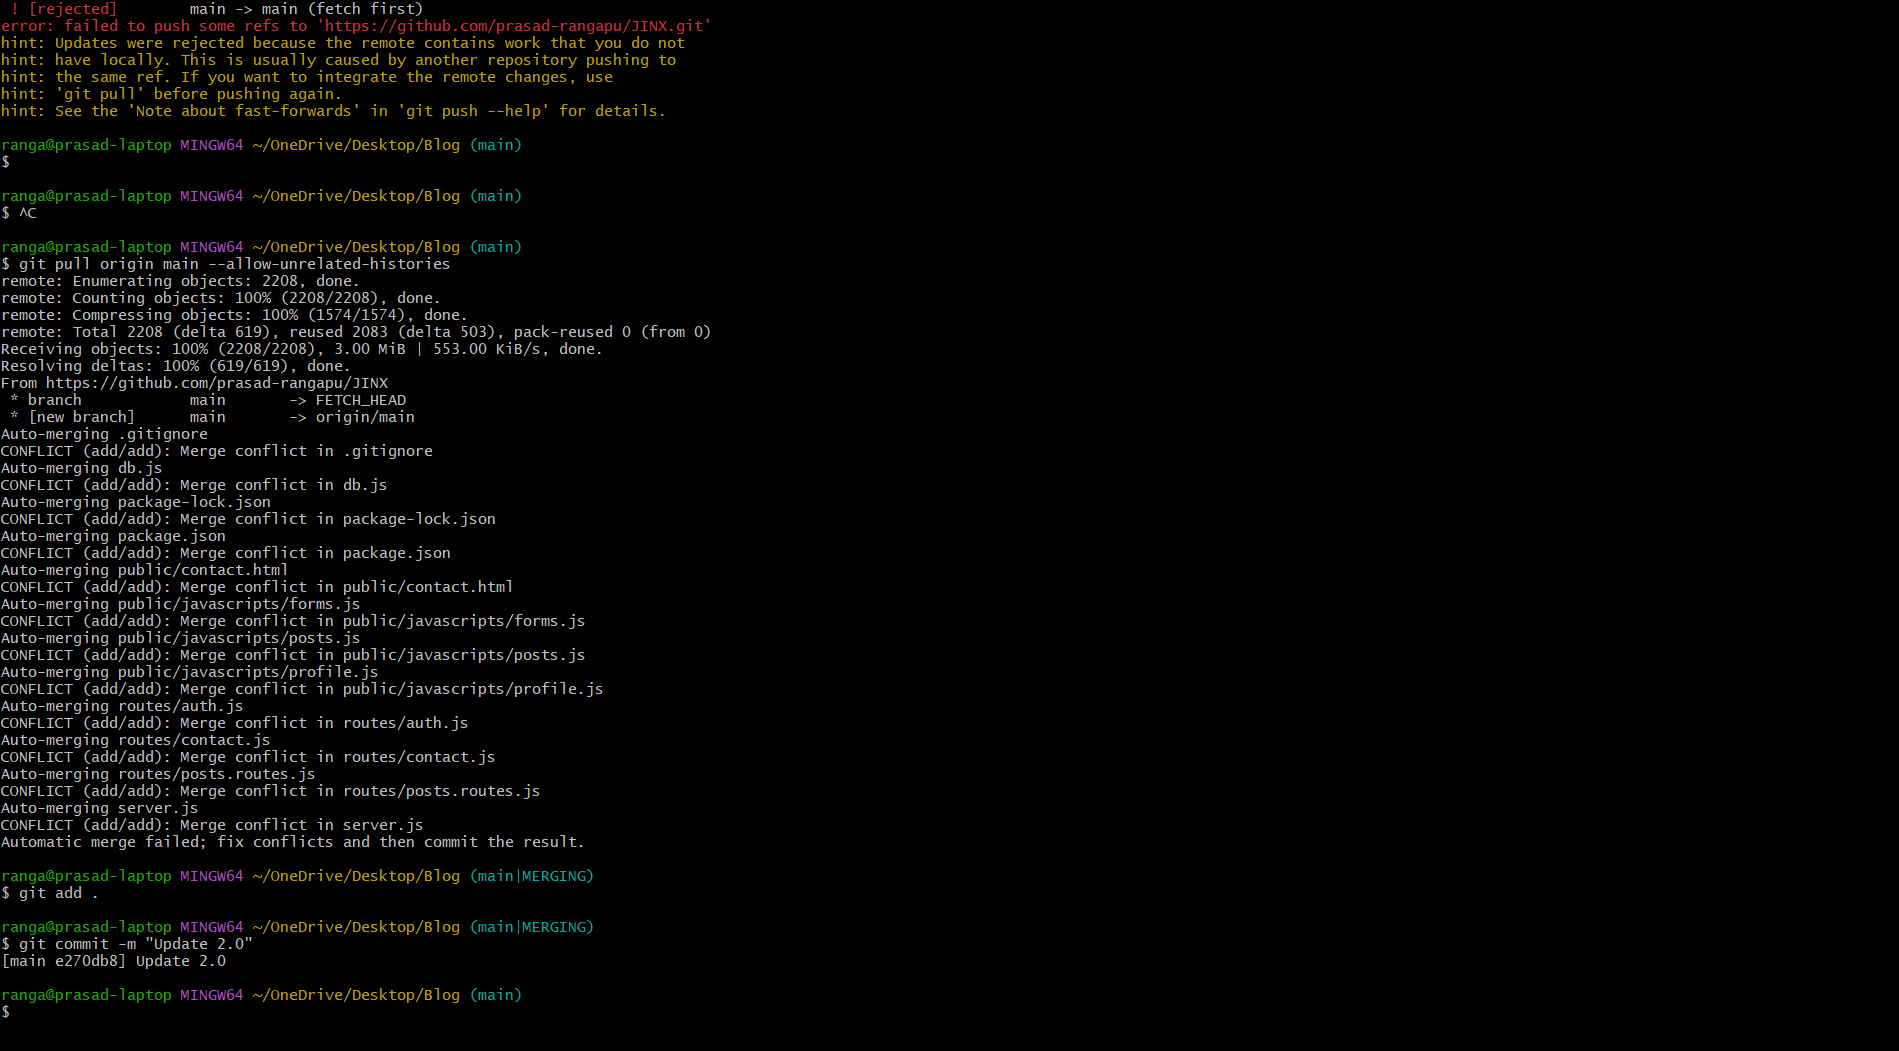 ! [rejected]        main -> main (fetch first)
error: failed to push some refs to 'https://github.com/prasad-rangapu/JINX.git'
hint: Updates were rejected because the remote contains work that you do not
hint: have locally. This is usually caused by another repository pushing to
hint: the same ref. If you want to integrate the remote changes, use
hint: 'git pull' before pushing again.
hint: See the 'Note about fast-forwards' in 'git push --help' for details.
ranga@prasad-laptop MINGW64 ~/OneDrive/Desktop/Blog (main)
$
ranga@prasad-laptop MINGW64 ~/OneDrive/Desktop/Blog (main)
$ ^C
ranga@prasad-laptop MINGW64 ~/OneDrive/Desktop/Blog (main)
$ git pull origin main --allow-unrelated-histories
remote: Enumerating objects: 2208, done.
remote: Counting objects: 100% (2208/2208), done.
remote: Compressing objects: 100% (1574/1574), done.
remote: Total 2208 (delta 619), reused 2083 (delta 503), pack-reused 0 (from 0)
Receiving objects: 100% (2208/2208), 3.00 MiB | 553.00 KiB/s, done.
Resolving deltas: 100% (619/619), done.
From https://github.com/prasad-rangapu/JINX
 * branch            main       -> FETCH_HEAD
 * [new branch]      main       -> origin/main
Auto-merging .gitignore
CONFLICT (add/add): Merge conflict in .gitignore
Auto-merging db.js
CONFLICT (add/add): Merge conflict in db.js
Auto-merging package-lock.json
CONFLICT (add/add): Merge conflict in package-lock.json
Auto-merging package.json
CONFLICT (add/add): Merge conflict in package.json
Auto-merging public/contact.html
CONFLICT (add/add): Merge conflict in public/contact.html
Auto-merging public/javascripts/forms.js
CONFLICT (add/add): Merge conflict in public/javascripts/forms.js
Auto-merging public/javascripts/posts.js
CONFLICT (add/add): Merge conflict in public/javascripts/posts.js
Auto-merging public/javascripts/profile.js
CONFLICT (add/add): Merge conflict in public/javascripts/profile.js
Auto-merging routes/auth.js
CONFLICT (add/add): Merge conflict in routes/auth.js
Auto-merging routes/contact.js
CONFLICT (add/add): Merge conflict in routes/contact.js
Auto-merging routes/posts.routes.js
CONFLICT (add/add): Merge conflict in routes/posts.routes.js
Auto-merging server.js
CONFLICT (add/add): Merge conflict in server.js
Automatic merge failed; fix conflicts and then commit the result.
ranga@prasad-laptop MINGW64 ~/OneDrive/Desktop/Blog (main|MERGING)
$ git add .
ranga@prasad-laptop MINGW64 ~/OneDrive/Desktop/Blog (main|MERGING)
$ git commit -m "Update 2.0"
[main e270db8] Update 2.0
ranga@prasad-laptop MINGW64 ~/OneDrive/Desktop/Blog (main)
$